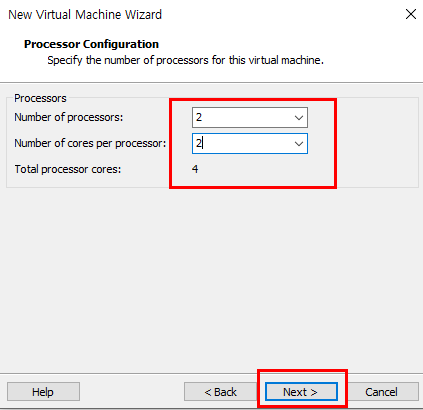 New Virtual Machine Wizard
Processor Configuration
Specify the number of processors for this virtual machine.
Processors
Number of processors: 2
Number of cores per processor: 2
Total processor cores: 4
Help < Back Next > Cancel